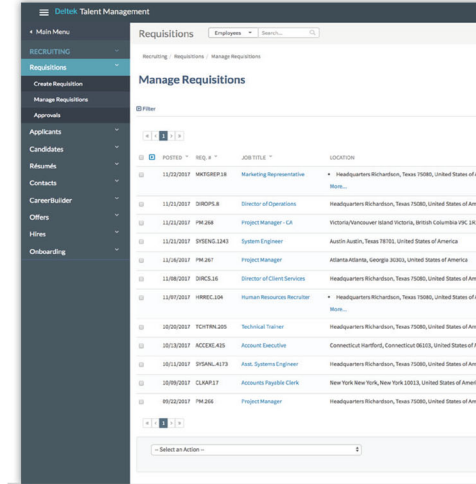 Deltek Talent Management
Main Menu
RECRUITING
Requisitions
Create Requisition
Manage Requisitions
Approvals
Applicants
Candidates
Résumés
Contacts
CareerBuilder
Offers
Hires
Onboarding
Requisitions Employees Search...
Recruiting / Requisitions / Manage Requisitions
Manage Requisitions
Filter
« < 1 > »
POSTED REQ. # JOB TITLE LOCATION
11/22/2017 MKTGREP.18 Marketing Representative • Headquarters Richardson, Texas 75080, United States of A
More...
11/21/2017 DIROPS.8 Director of Operations Headquarters Richardson, Texas 75080, United States of Am
11/21/2017 PM.268 Project Manager - CA Victoria/Vancouver Island Victoria, British Columbia V9C 1H
11/21/2017 SYSENG.1243 System Engineer Austin Austin, Texas 78701, United States of America
11/16/2017 PM.267 Project Manager Atlanta Atlanta, Georgia 30302, United States of America
11/08/2017 DIRCS.16 Director of Client Services Headquarters Richardson, Texas 75080, United States of Am
11/07/2017 HRREC.104 Human Resources Recruiter • Headquarters Richardson, Texas 75080, United States of A
More...
10/20/2017 TCHTRN.205 Technical Trainer Headquarters Richardson, Texas 75080, United States of Am
10/13/2017 ACCEXE.425 Account Executive Connecticut Hartford, Connecticut 06103, United States of A
10/11/2017 SYSANL.4173 Asst. Systems Engineer Headquarters Richardson, Texas 75080, United States of Am
10/09/2017 CLKAP.17 Accounts Payable Clerk New York New York, New York 10013, United States of Ameri
09/22/2017 PM.266 Project Manager Headquarters Richardson, Texas 75080, United States of Am
« < 1 > »
-- Select an Action --